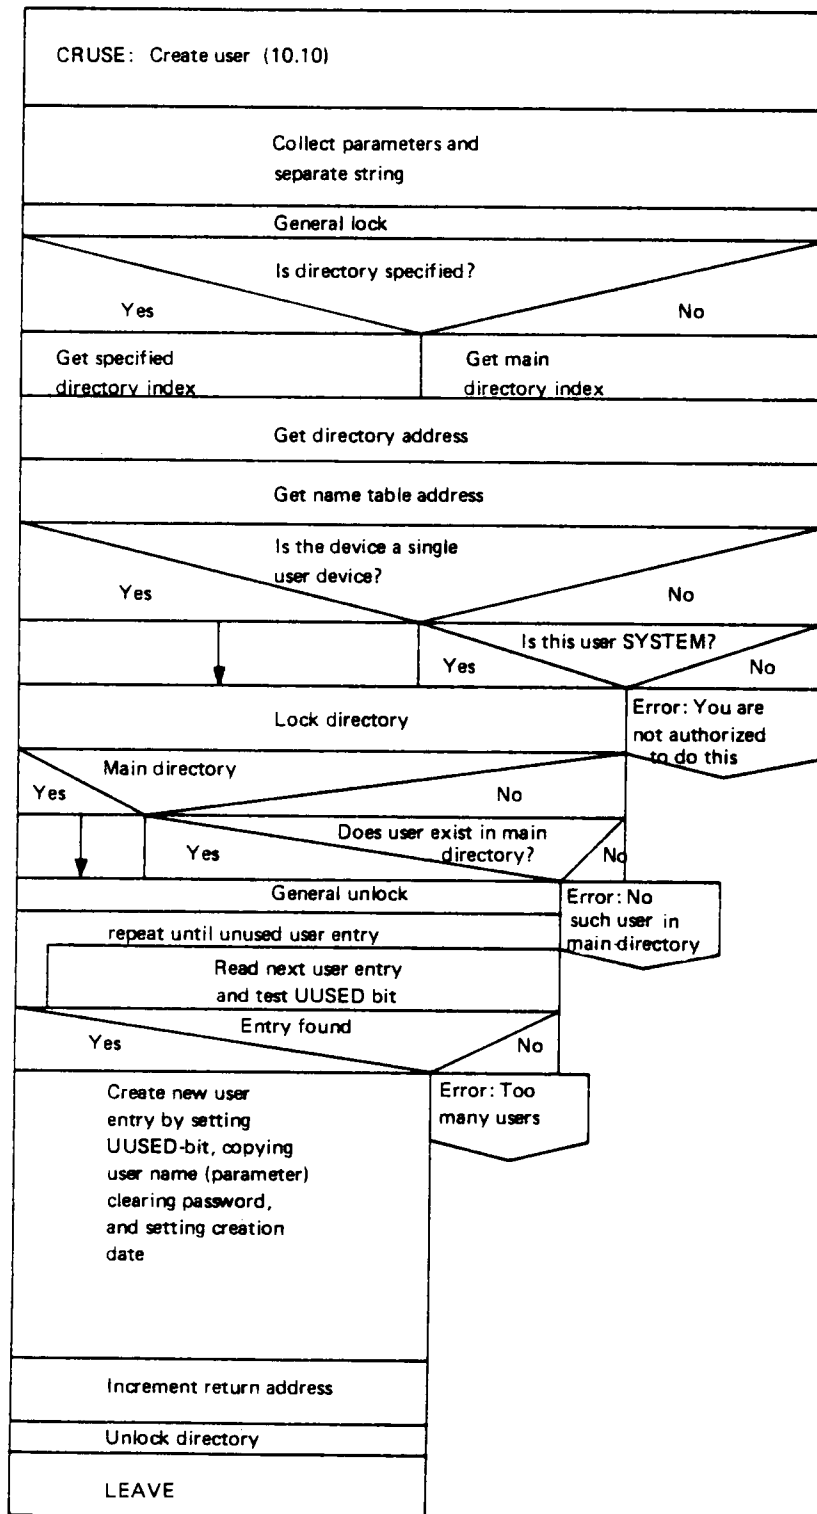 CRUSE: Create user (10.10)
Collect parameters and
separate string
General lock
Is directory specified?
Yes
No
Get specified
directory index
Get main
directory index
Get directory address
Get name table address
Is the device a single
user device?
Yes
No
Is this user SYSTEM?
Yes
No
Lock directory
Error: You are
not authorized
to do this
Main directory
Yes
No
Does user exist in main
directory?
Yes
No
General unlock
Error: No
such user in
main directory
repeat until unused user entry
Read next user entry
and test UUSED bit
Entry found
Yes
No
Create new user
entry by setting
UUSED-bit, copying
user name (parameter)
clearing password,
and setting creation
date
Error: Too
many users
Increment return address
Unlock directory
LEAVE